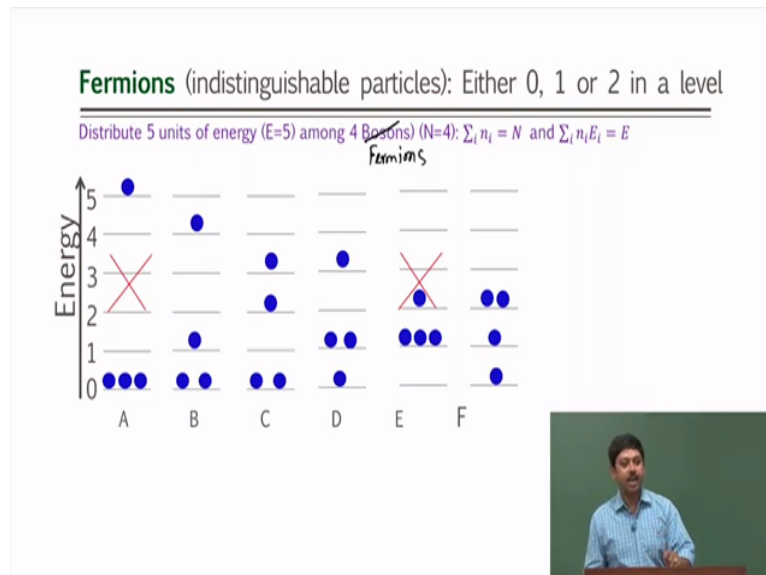 Fermions (indistinguishable particles): Either 0, 1 or 2 in a level
Distribute 5 units of energy (E=5) among 4 Bosons) (N=4): ∑ᵢ nᵢ = N and ∑ᵢ nᵢEᵢ = E
Fermions
Energy
5
4
3
2
1
0
A B C D E F